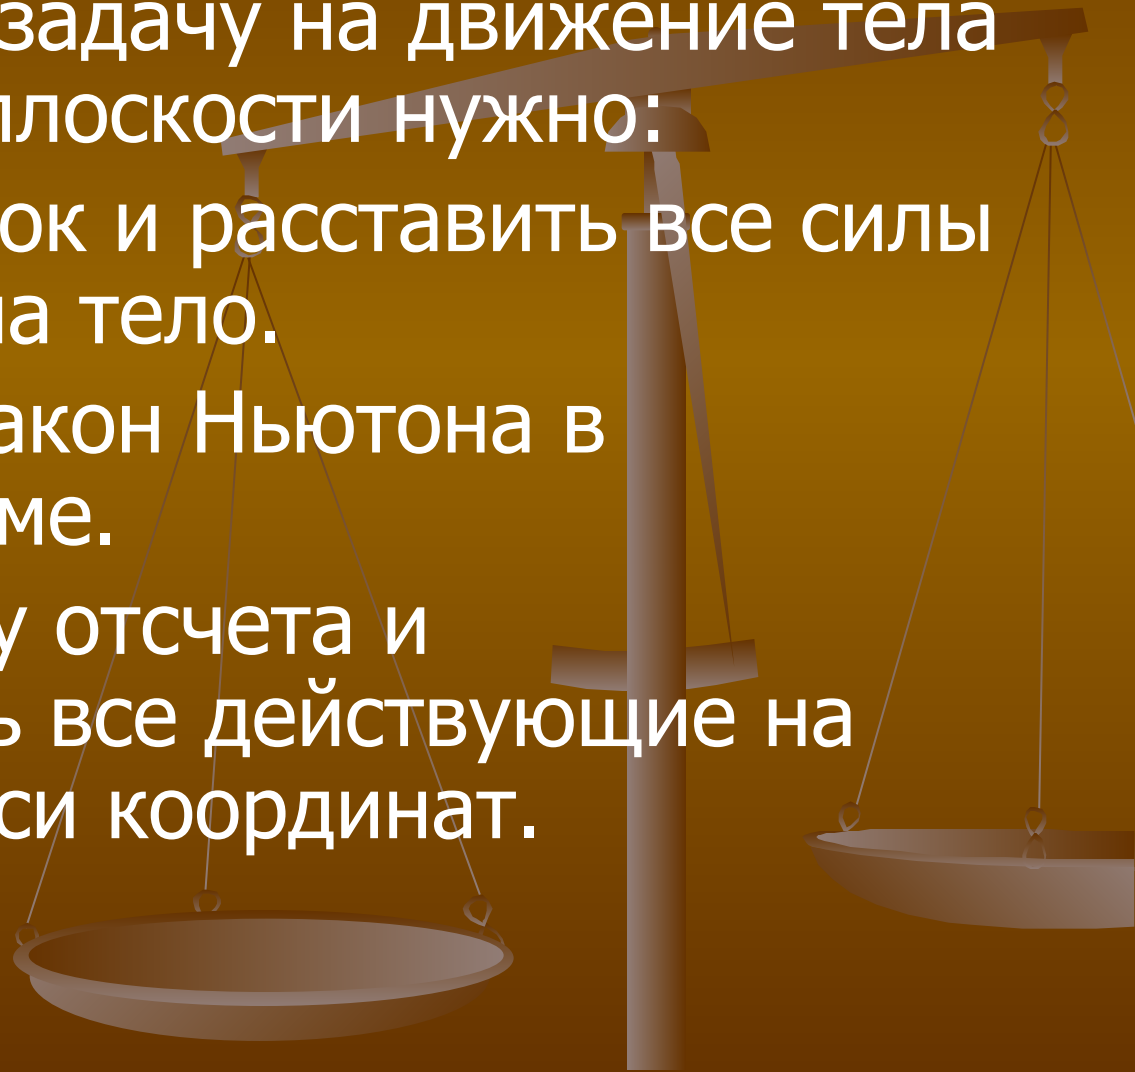 задачу на движение тела
плоскости нужно:
ок и расставить все силы
на тело.
акон Ньютона в
ме.
у отсчета и
ь все действующие на
си координат.